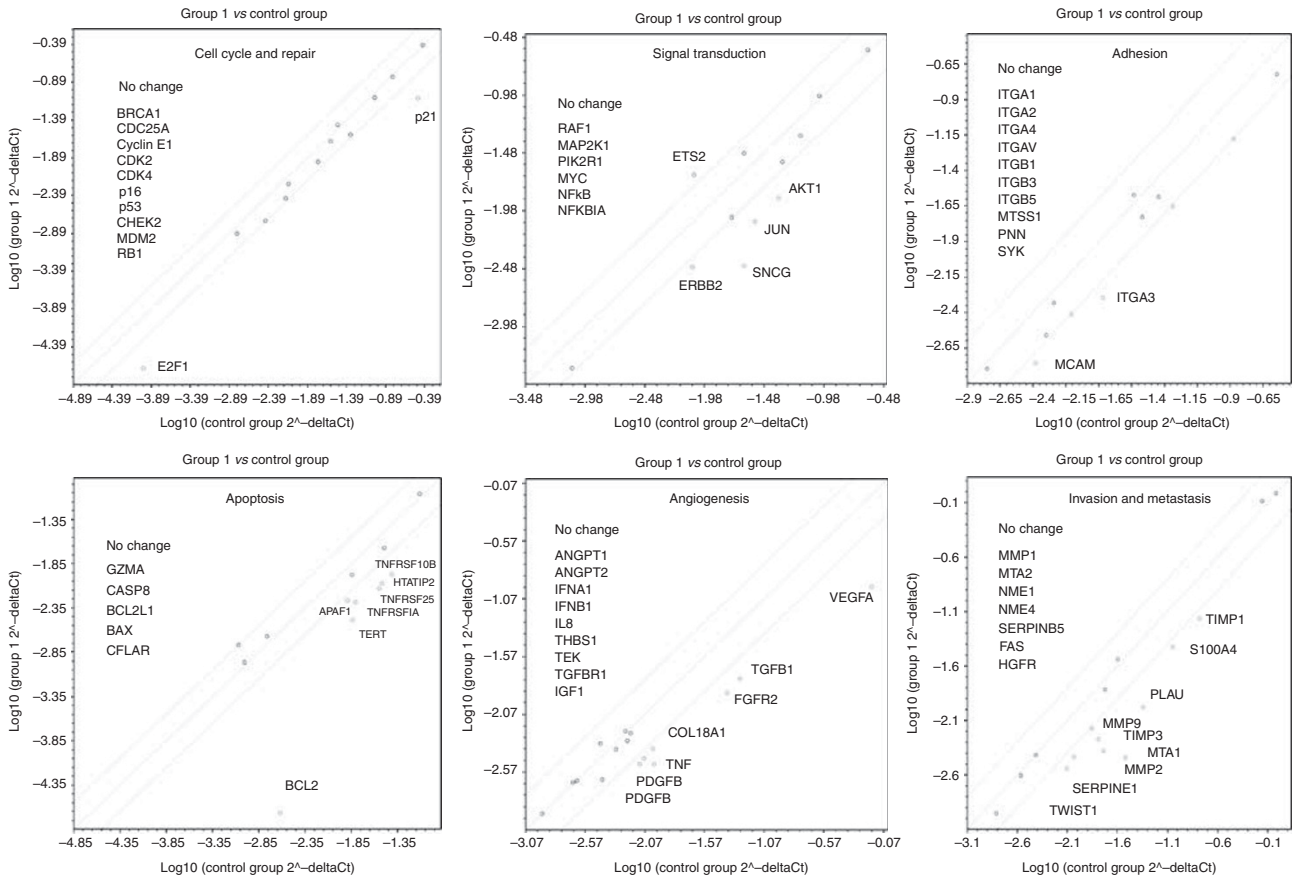 Group 1 vs control group
Cell cycle and repair
No change
BRCA1
CDC25A
Cyclin E1
CDK2
CDK4
p16
p53
CHEK2
MDM2
RB1
p21
E2F1
Log10 (group 1 2^–deltaCt)
–0.39
–0.89
–1.39
–1.89
–2.39
–2.89
–3.39
–3.89
–4.39
–4.89 –4.39 –3.89 –3.39 –2.89 –2.39 –1.89 –1.39 –0.89 –0.39
Log10 (control group 2^–deltaCt)
Group 1 vs control group
Signal transduction
No change
RAF1
MAP2K1
PIK2R1
MYC
NFkB
NFKBIA
ETS2
AKT1
JUN
SNCG
ERBB2
Log10 (group 1 2^–deltaCt)
–0.48
–0.98
–1.48
–1.98
–2.48
–2.98
–3.48 –2.98 –2.48 –1.98 –1.48 –0.98 –0.48
Log10 (control group 2^–deltaCt)
Group 1 vs control group
Adhesion
No change
ITGA1
ITGA2
ITGA4
ITGAV
ITGB1
ITGB3
ITGB5
MTSS1
PNN
SYK
ITGA3
MCAM
Log10 (group 1 2^–deltaCt)
–0.65
–0.9
–1.15
–1.4
–1.65
–1.9
–2.15
–2.4
–2.65
–2.9 –2.4 –2.15 –1.9 –1.65 –1.4 –1.15 –0.65
Log10 (control group 2^–deltaCt)
Group 1 vs control group
Apoptosis
No change
GZMA
CASP8
BCL2L1
BAX
CFLAR
TNFRSF10B
HTATIP2
TNFRSF25
APAF1
TNFRSFIA
TERT
BCL2
Log10 (group 1 2^–deltaCt)
–1.35
–1.85
–2.35
–2.85
–3.35
–3.85
–4.35
–4.85 –4.35 –3.85 –3.35 –2.85 –2.35 –1.85 –1.35
Log10 (control group 2^–deltaCt)
Group 1 vs control group
Angiogenesis
No change
ANGPT1
ANGPT2
IFNA1
IFNB1
IL8
THBS1
TEK
TGFBR1
IGF1
VEGFA
TGFB1
FGFR2
COL18A1
TNF
PDGFB
PDGFB
Log10 (group 1 2^–deltaCt)
–0.07
–0.57
–1.07
–1.57
–2.07
–2.57
–3.07 –2.57 –2.07 –1.57 –1.07 –0.57 –0.07
Log10 (control group 2^–deltaCt)
Group 1 vs control group
Invasion and metastasis
No change
MMP1
MTA2
NME1
NME4
SERPINB5
FAS
HGFR
TIMP1
S100A4
PLAU
MMP9
TIMP3
MTA1
MMP2
SERPINE1
TWIST1
Log10 (group 1 2^–deltaCt)
–0.1
–0.6
–1.1
–1.6
–2.1
–2.6
–3.1 –2.6 –2.1 –1.6 –1.1 –0.6 –0.1
Log10 (control group 2^–deltaCt)